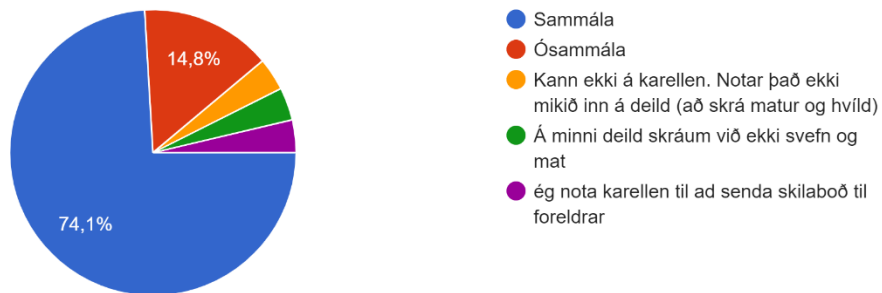 14,8%
74,1%
Sammála
Ósammála
Kann ekki á karellen. Notar það ekki
mikið inn á deild (að skrá matur og hvíld)
Á minni deild skráum við ekki svefn og
mat
ég nota karellen til ad senda skilaboð til
foreldrar